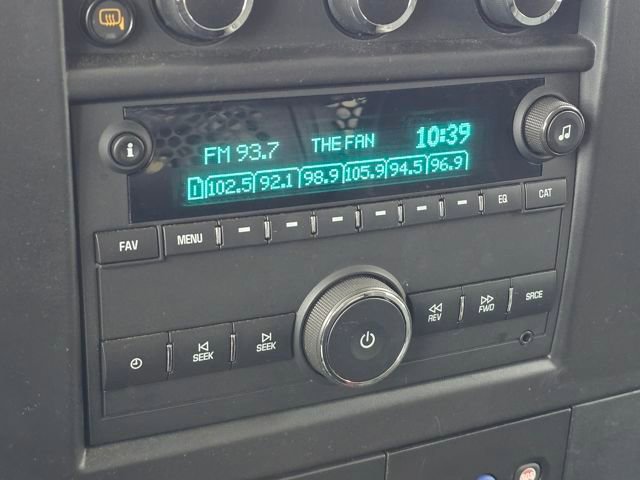 FM 93.7 THE FAN 10:39
1 102.5 92.1 98.9 105.9 94.5 96.9
i
FAV MENU EQ CAT
SEEK SEEK REV FWD SRCE